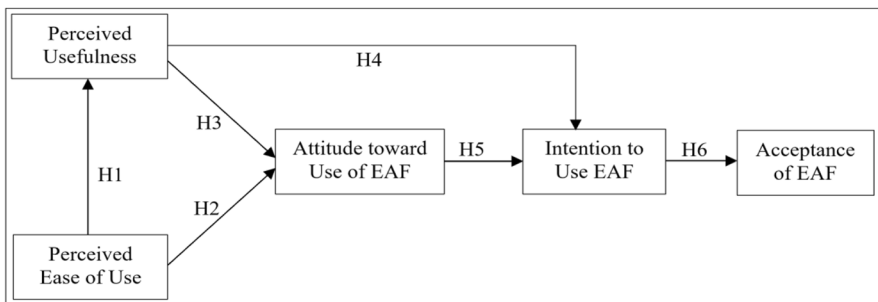 Perceived
Usefulness
H4
H3
Attitude toward
Use of EAF
H5
Intention to
Use EAF
H6
Acceptance
of EAF
H1
H2
Perceived
Ease of Use